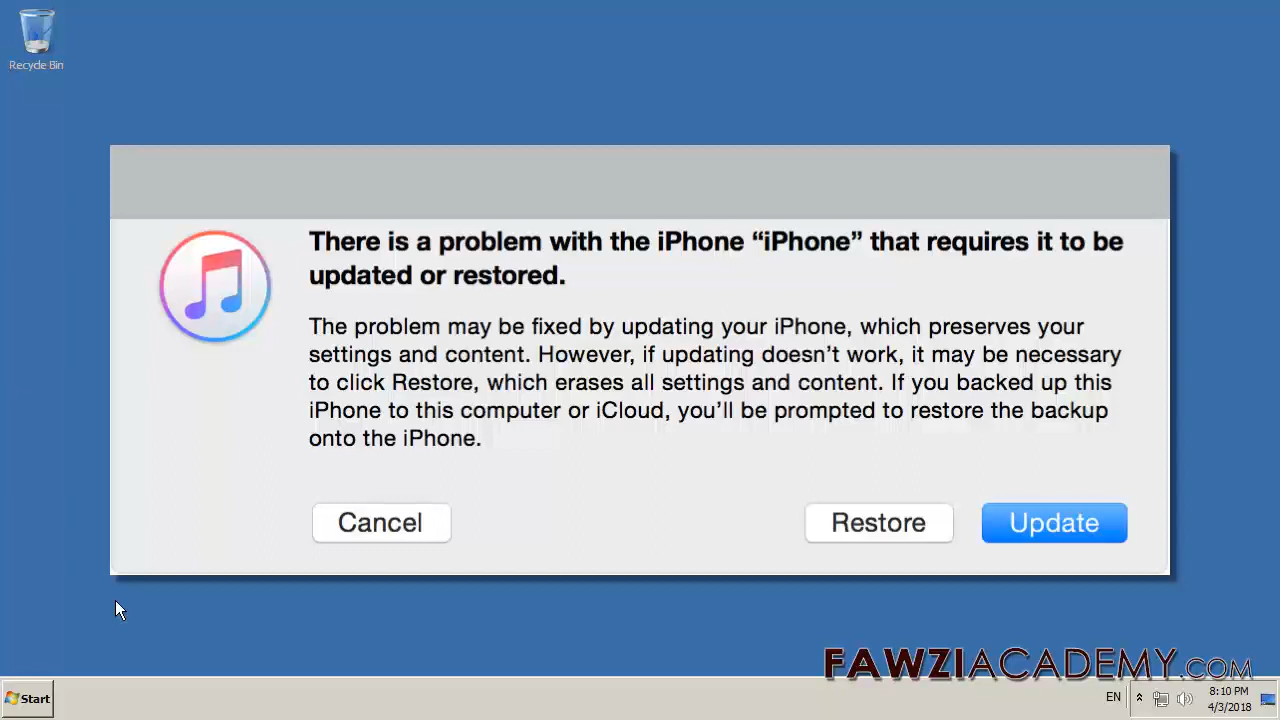 Recycle Bin
There is a problem with the iPhone “iPhone” that requires it to be
updated or restored.
The problem may be fixed by updating your iPhone, which preserves your
settings and content. However, if updating doesn’t work, it may be necessary
to click Restore, which erases all settings and content. If you backed up this
iPhone to this computer or iCloud, you’ll be prompted to restore the backup
onto the iPhone.
Cancel
Restore
Update
FAWZIACADEMY.COM
Start
EN
8:10 PM
4/3/2018